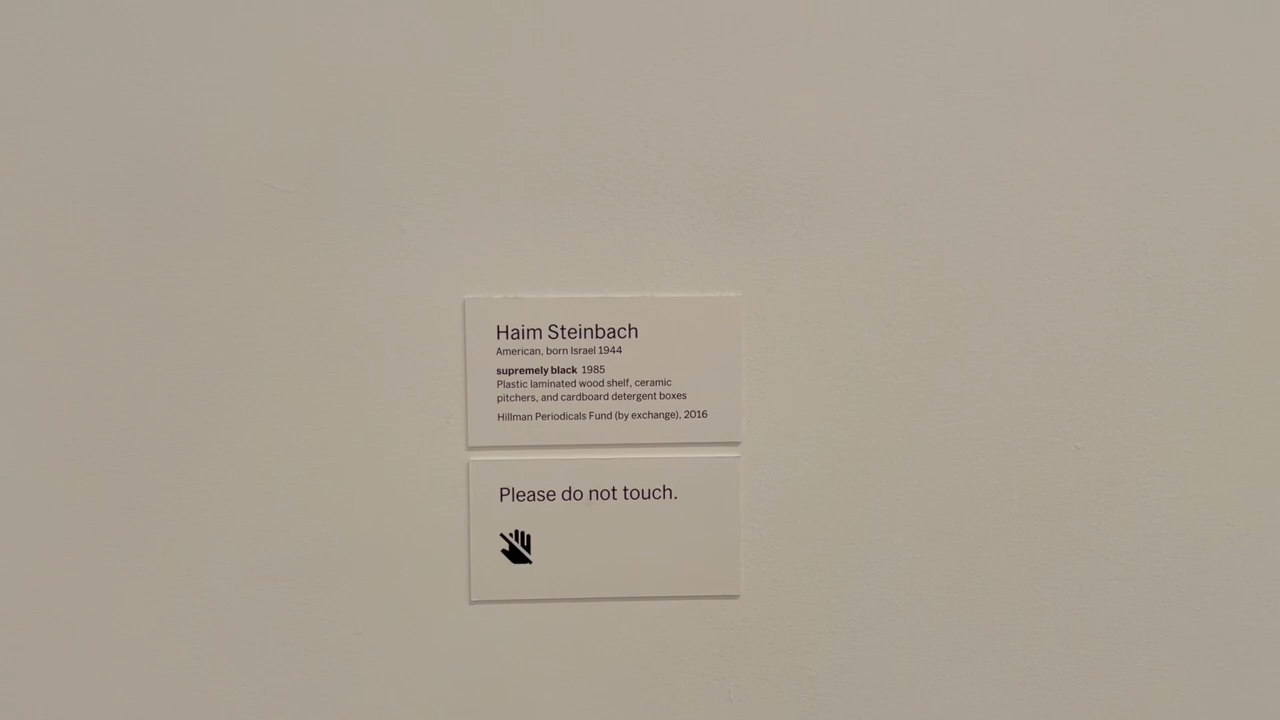 Haim Steinbach
American, born Israel 1944
supremely black 1985
Plastic laminated wood shelf, ceramic
pitchers, and cardboard detergent boxes
Hillman Periodicals Fund (by exchange), 2016
Please do not touch.